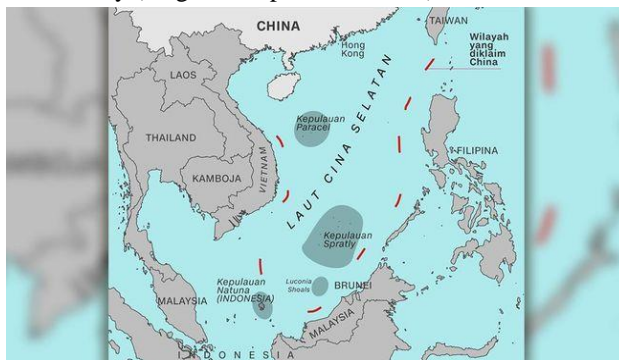 CHINA
TAIWAN
Hong
Kong
Wilayah
yang
diklaim
China
LAOS
Kepulauan
Paracel
LAUT CINA SELATAN
THAILAND
VIETNAM
FILIPINA
KAMBOJA
Kepulauan
Spratly
Kepulauan
Natuna
(INDONESIA)
Luconia
Shoals
BRUNEI
MALAYSIA
MALAYSIA
INDONESIA